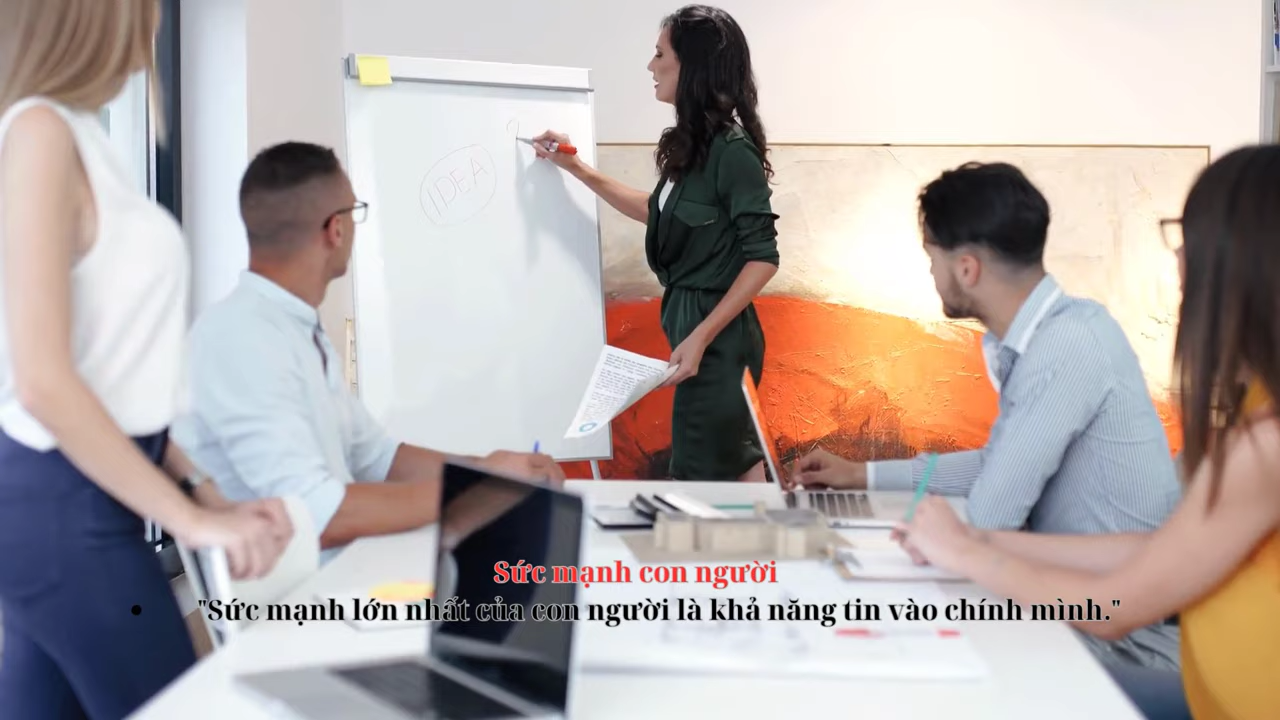 IDEA
Sức mạnh con người
• "Sức mạnh lớn nhất của con người là khả năng tin vào chính mình."